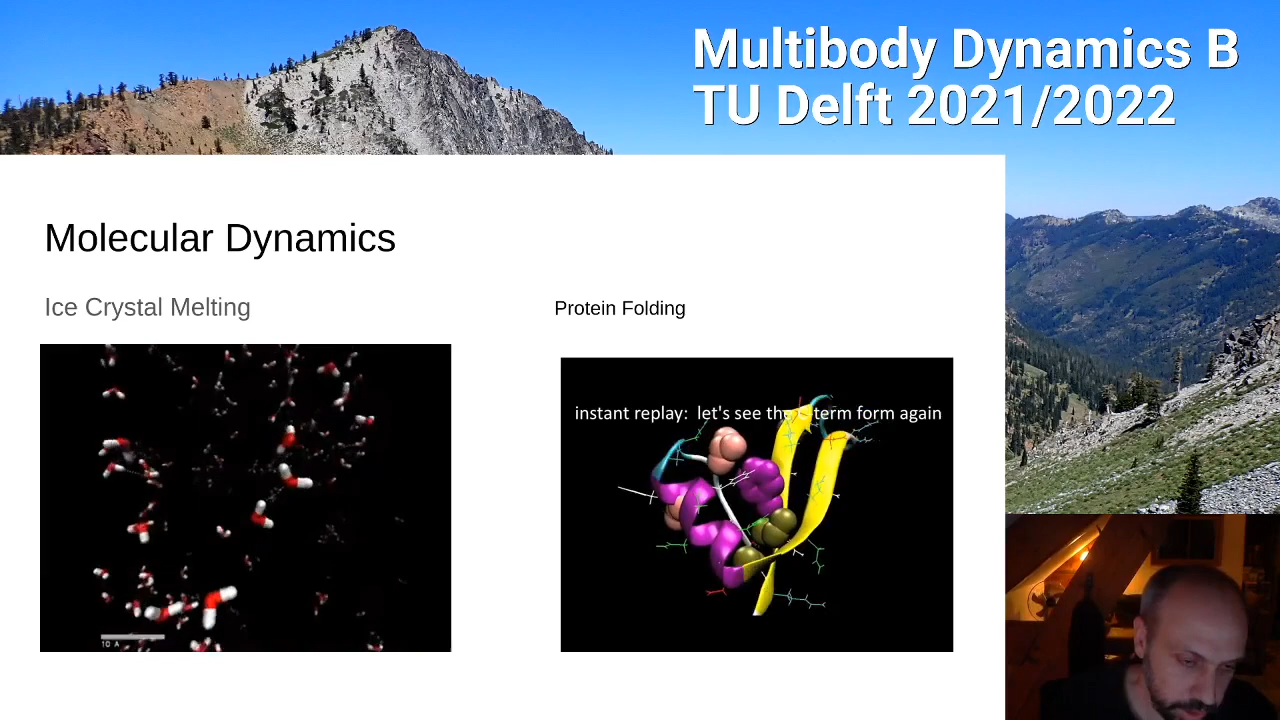 Multibody Dynamics B
TU Delft 2021/2022
Molecular Dynamics
Ice Crystal Melting
Protein Folding
instant replay: let's see the term form again
10 A